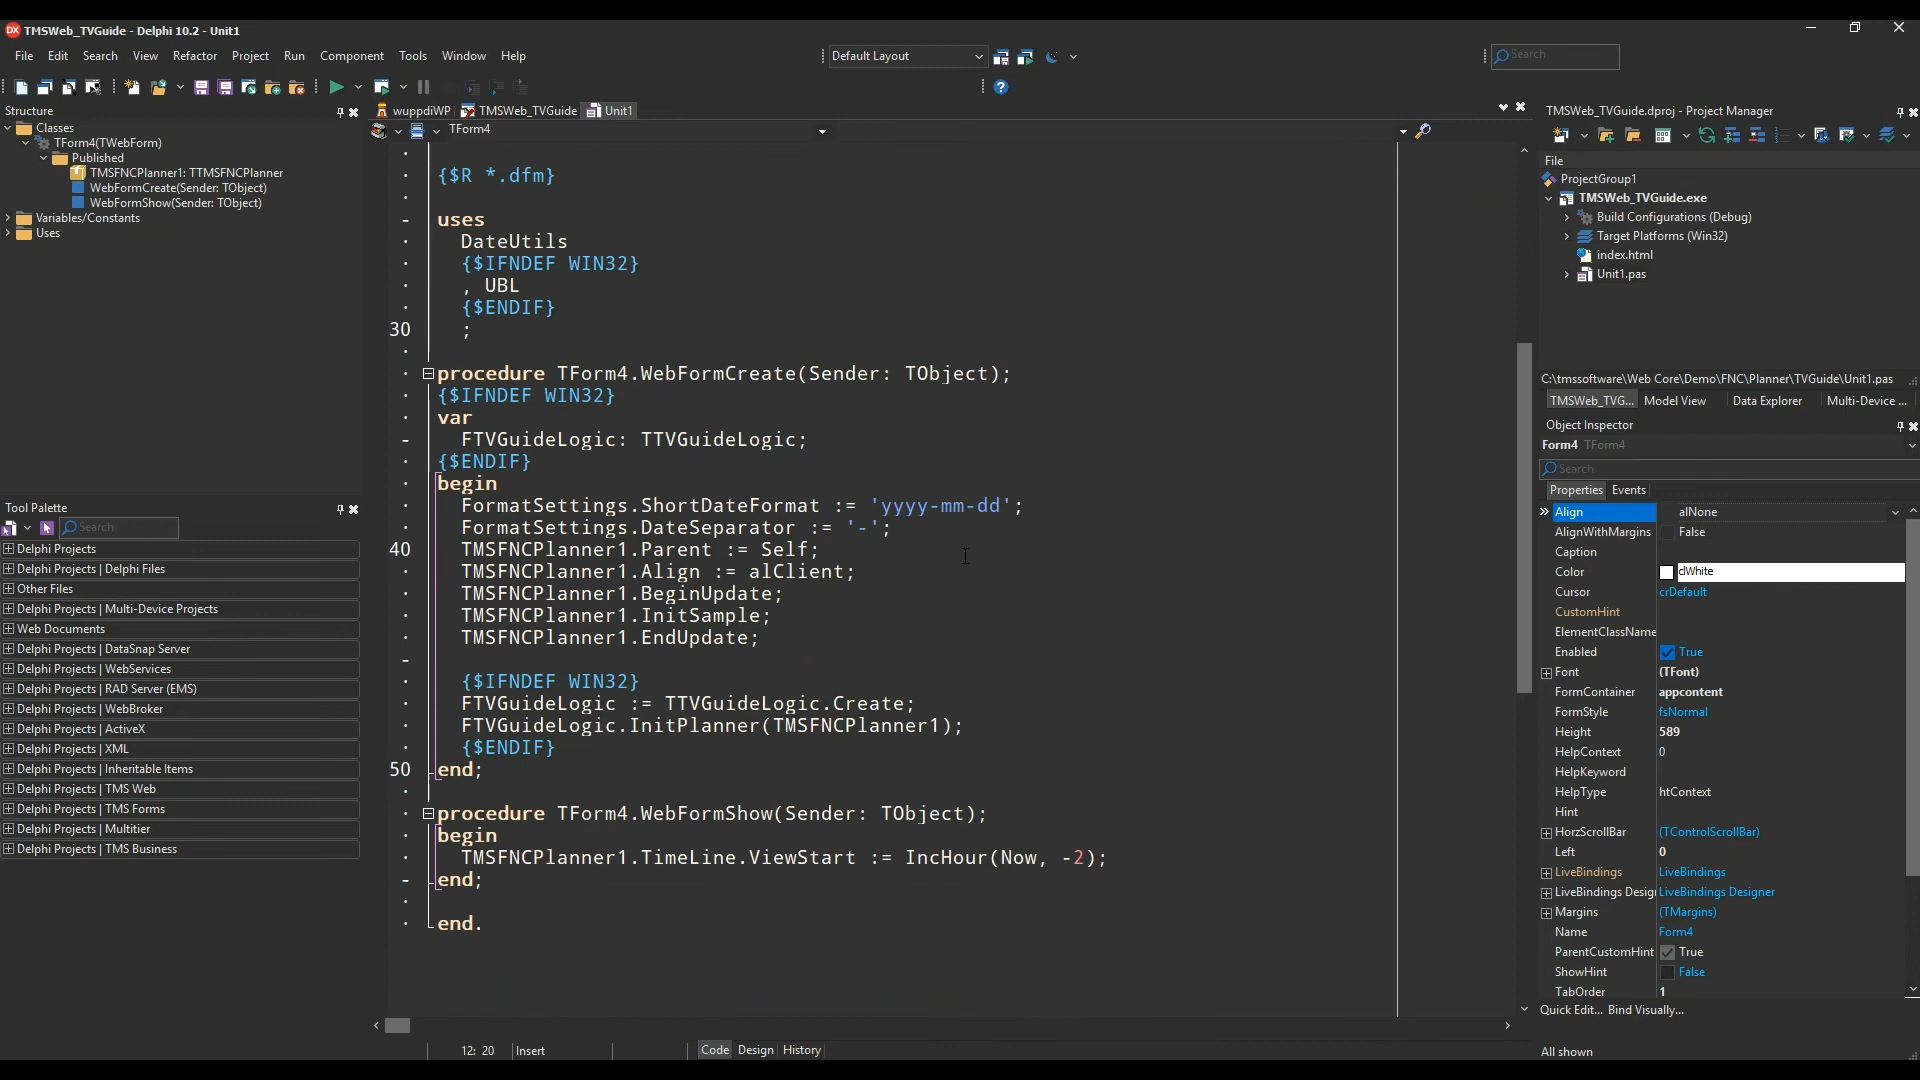 TMSWeb_TVGuide - Delphi 10.2 - Unit1
File Edit Search View Refactor Project Run Component Tools Window Help
Default Layout
Search
Structure
Classes
TForm4(TWebForm)
Published
TMSFNCPlanner1: TTMSFNCPlanner
WebFormCreate(Sender: TObject)
WebFormShow(Sender: TObject)
Variables/Constants
Uses
Tool Palette
Search
Delphi Projects
Delphi Projects | Delphi Files
Other Files
Delphi Projects | Multi-Device Projects
Web Documents
Delphi Projects | DataSnap Server
Delphi Projects | WebServices
Delphi Projects | RAD Server (EMS)
Delphi Projects | WebBroker
Delphi Projects | ActiveX
Delphi Projects | XML
Delphi Projects | Inheritable Items
Delphi Projects | TMS Web
Delphi Projects | TMS Forms
Delphi Projects | Multitier
Delphi Projects | TMS Business
wuppdiWP TMSWeb_TVGuide Unit1
TForm4
{$R *.dfm}
uses
DateUtils
{$IFNDEF WIN32}
, UBL
{$ENDIF}
30 ;
procedure TForm4.WebFormCreate(Sender: TObject);
{$IFNDEF WIN32}
var
FTVGuideLogic: TTVGuideLogic;
{$ENDIF}
begin
FormatSettings.ShortDateFormat := 'yyyy-mm-dd';
FormatSettings.DateSeparator := '-';
40 TMSFNCPlanner1.Parent := Self;
TMSFNCPlanner1.Align := alClient;
TMSFNCPlanner1.BeginUpdate;
TMSFNCPlanner1.InitSample;
TMSFNCPlanner1.EndUpdate;
{$IFNDEF WIN32}
FTVGuideLogic := TTVGuideLogic.Create;
FTVGuideLogic.InitPlanner(TMSFNCPlanner1);
{$ENDIF}
50 end;
procedure TForm4.WebFormShow(Sender: TObject);
begin
TMSFNCPlanner1.TimeLine.ViewStart := IncHour(Now, -2);
end;
end.
12: 20 Insert
Code Design History
TMSWeb_TVGuide.dproj - Project Manager
File
ProjectGroup1
TMSWeb_TVGuide.exe
Build Configurations (Debug)
Target Platforms (Win32)
index.html
Unit1.pas
C:\tmssoftware\Web Core\Demo\FNC\Planner\TVGuide\Unit1.pas
TMSWeb_TVG... Model View Data Explorer Multi-Device ...
Object Inspector
Form4 TForm4
Search
Properties Events
Align alNone
AlignWithMargins False
Caption
Color clWhite
Cursor crDefault
CustomHint
ElementClassName
Enabled True
Font (TFont)
FormContainer appcontent
FormStyle fsNormal
Height 589
HelpContext 0
HelpKeyword
HelpType htContext
Hint
HorzScrollBar (TControlScrollBar)
Left 0
LiveBindings LiveBindings
LiveBindings Desig LiveBindings Designer
Margins (TMargins)
Name Form4
ParentCustomHint True
ShowHint False
TabOrder 1
Quick Edit... Bind Visually...
All shown